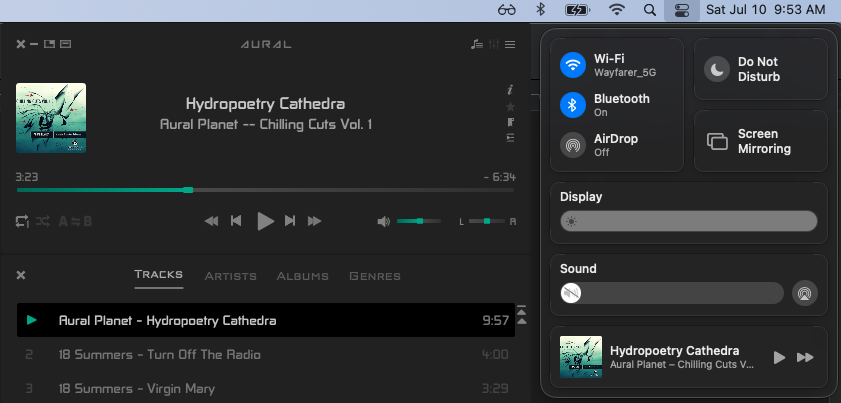 Sat Jul 10 9:53 AM
AURAL
Hydropoetry Cathedra
Aural Planet -- Chilling Cuts Vol. 1
3:23
- 6:34
1
A B
L R
Tracks Artists Albums Genres
Aural Planet - Hydropoetry Cathedra 9:57
2 18 Summers - Turn Off The Radio 4:00
3 18 Summers - Virgin Mary 3:29
Wi-Fi
Wayfarer_5G
Bluetooth
On
AirDrop
Off
Do Not
Disturb
Screen
Mirroring
Display
Sound
Hydropoetry Cathedra
Aural Planet – Chilling Cuts V...